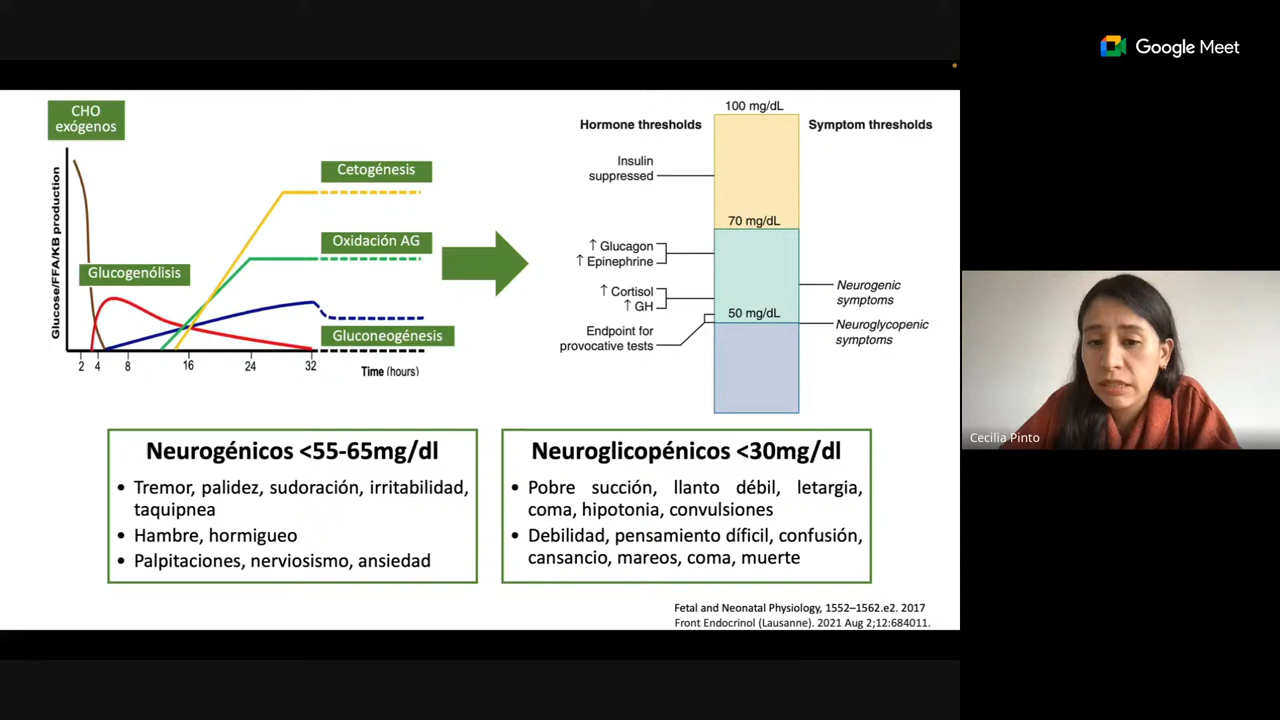 Google Meet
CHO
exógenos
Glucose/FFA/KB production
Cetogénesis
Oxidación AG
Glucogenólisis
Gluconeogénesis
2 4 8 16 24 32
Time (hours)
100 mg/dL
Hormone thresholds
Symptom thresholds
Insulin
suppressed
70 mg/dL
↑ Glucagon
↑ Epinephrine
↑ Cortisol
↑ GH
Neurogenic
symptoms
50 mg/dL
Endpoint for
provocative tests
Neuroglycopenic
symptoms
Neurogénicos <55-65mg/dl
• Tremor, palidez, sudoración, irritabilidad,
taquipnea
• Hambre, hormigueo
• Palpitaciones, nerviosismo, ansiedad
Neuroglicopénicos <30mg/dl
• Pobre succión, llanto débil, letargia,
coma, hipotonia, convulsiones
• Debilidad, pensamiento díficil, confusión,
cansancio, mareos, coma, muerte
Fetal and Neonatal Physiology, 1552–1562.e2. 2017
Front Endocrinol (Lausanne). 2021 Aug 2;12:684011.
Cecilia Pinto